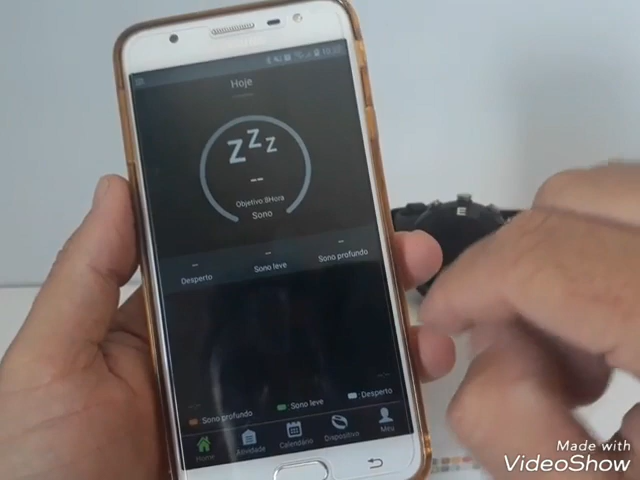 Hoje
Z Z Z
--
Objetivo 8Hora
Sono
-- -- --
Desperto Sono leve Sono profundo
: Sono profundo : Sono leve : Desperto
Home Atividade Calendário Dispositivo Meu
Made with
VideoShow